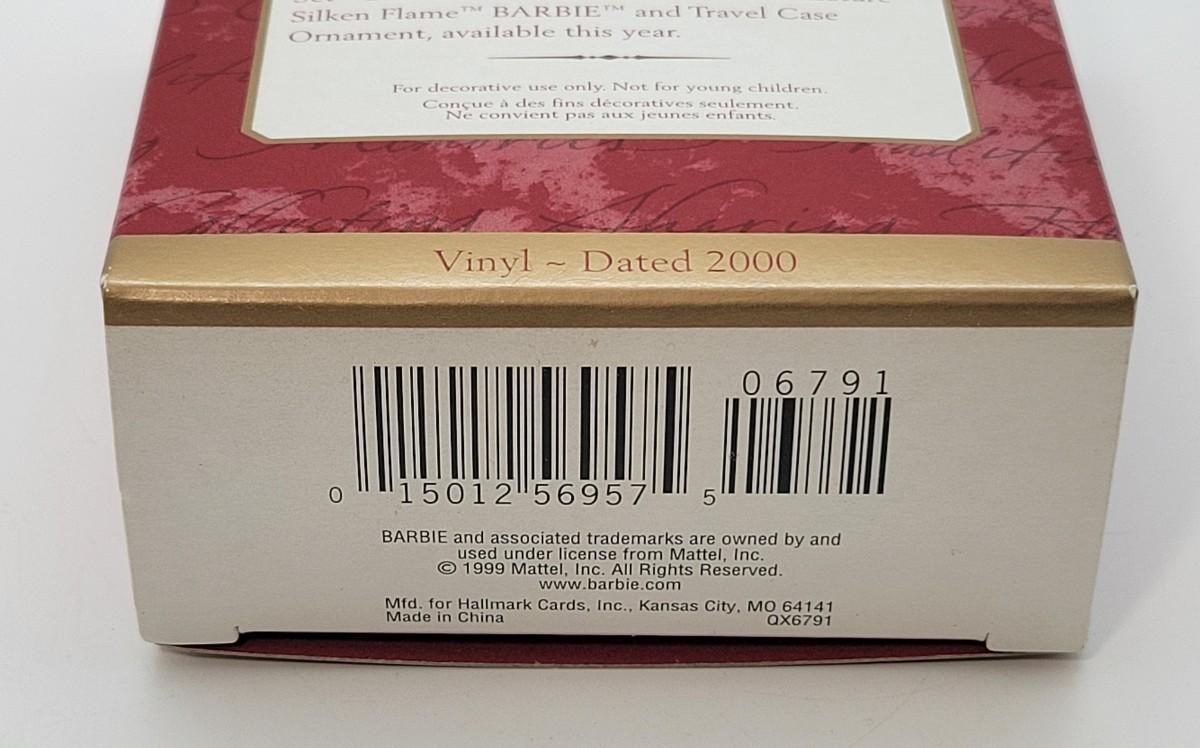 Silken Flame™ BARBIE™ and Travel Case
Ornament, available this year.
For decorative use only. Not for young children.
Conçue à des fins décoratives seulement.
Ne convient pas aux jeunes enfants.
Memories
Collecting Sharing
Vinyl ~ Dated 2000
06791
0 15012 56957 5
BARBIE and associated trademarks are owned by and
used under license from Mattel, Inc.
© 1999 Mattel, Inc. All Rights Reserved.
www.barbie.com
Mfd. for Hallmark Cards, Inc., Kansas City, MO 64141
Made in China QX6791